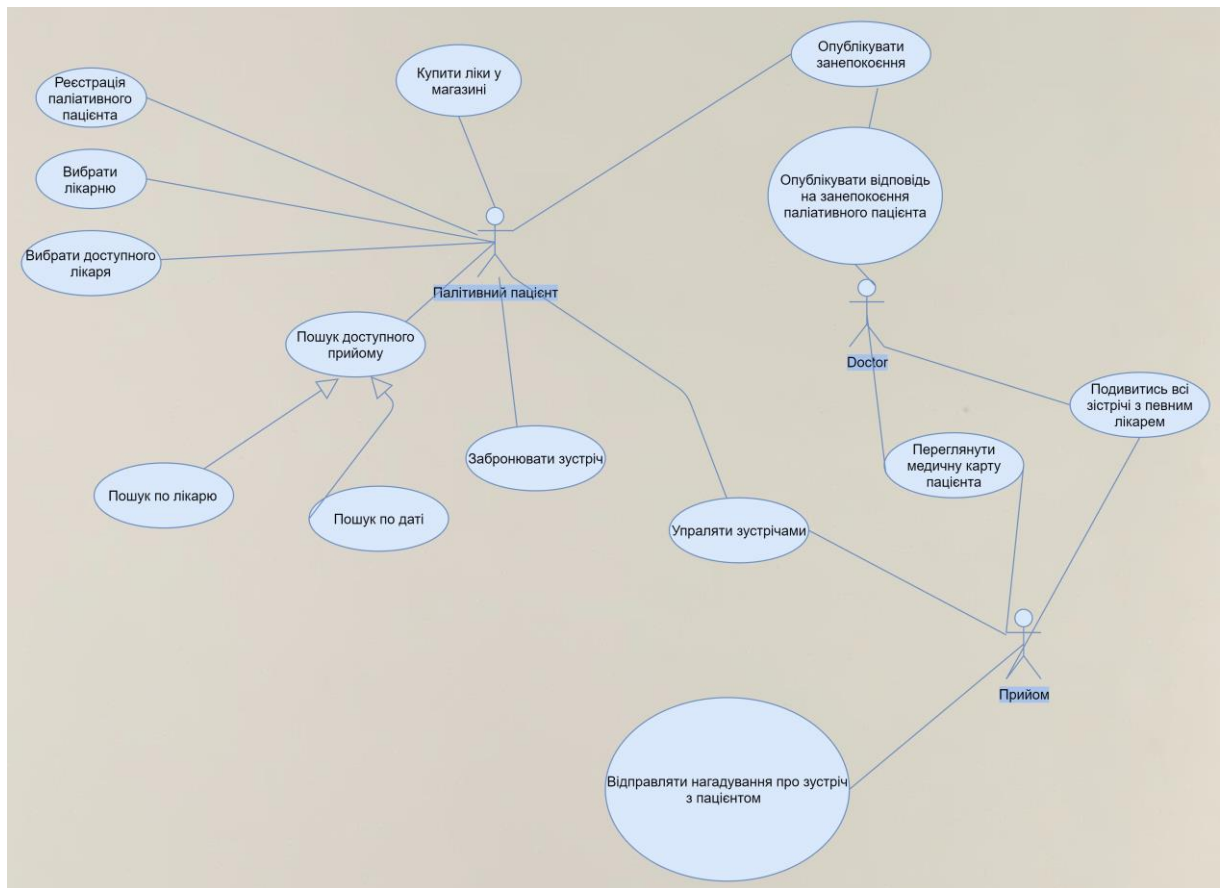 Опублікувати
занепокоєння
Купити ліки у
магазині
Реєстрація
паліативного
пацієнта
Вибрати
лікарню
Опублікувати відповідь
на занепокоєння
паліативного пацієнта
Вибрати доступного
лікаря
Палітивний пацієнт
Пошук доступного
прийому
Doctor
Подивитись всі
зістрічі з певним
лікарем
Забронювати зустріч
Переглянути
медичну карту
пацієнта
Пошук по лікарю
Пошук по даті
Упраляти зустрічами
Прийом
Відправляти нагадування про зустріч
з пацієнтом